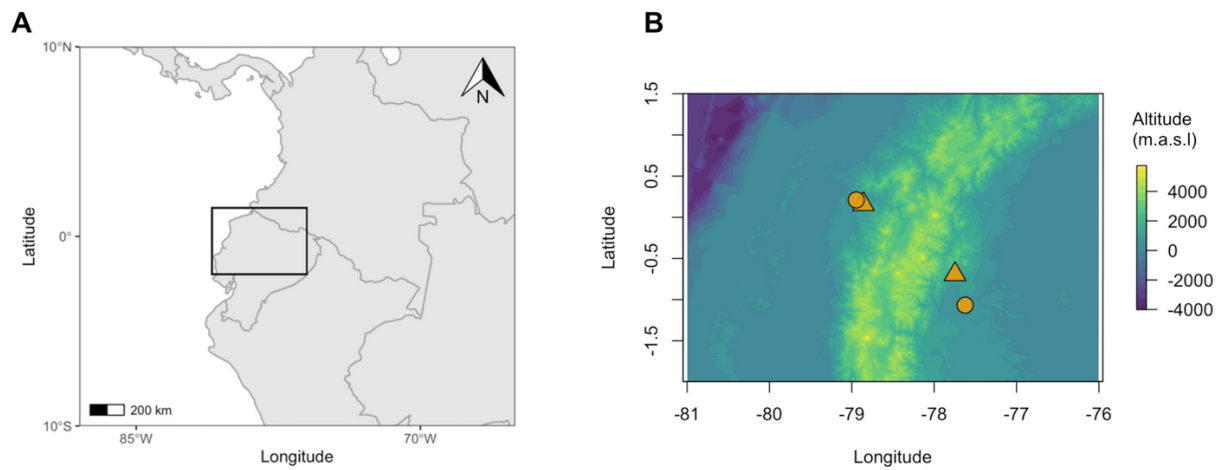 A
10°N
0°
10°S
Latitude
N
200 km
85°W
70°W
Longitude
B
1.5
0.5
-0.5
-1.5
Latitude
-81
-80
-79
-78
-77
-76
Longitude
Altitude
(m.a.s.l)
4000
2000
0
-2000
-4000